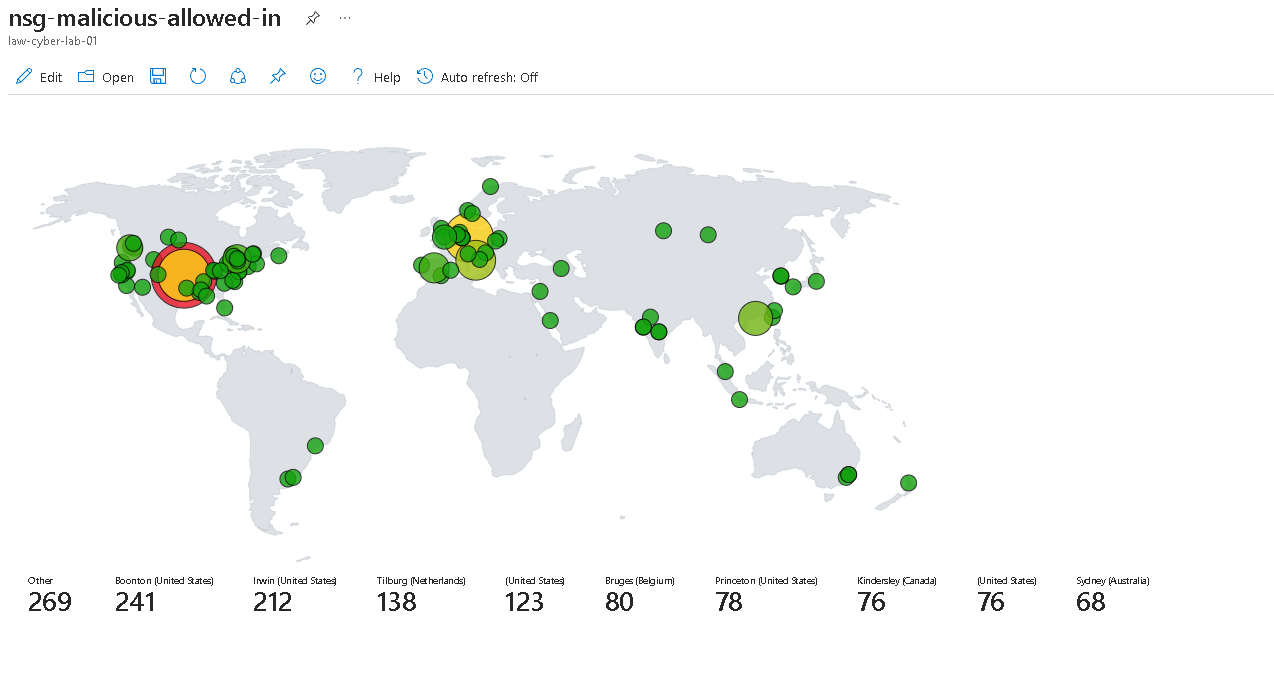 nsg-malicious-allowed-in ...
law-cyber-lab-01
Edit Open Help Auto refresh: Off
Other Boonton (United States) Irwin (United States) Tilburg (Netherlands) (United States) Bruges (Belgium) Princeton (United States) Kindersley (Canada) (United States) Sydney (Australia)
269 241 212 138 123 80 78 76 76 68